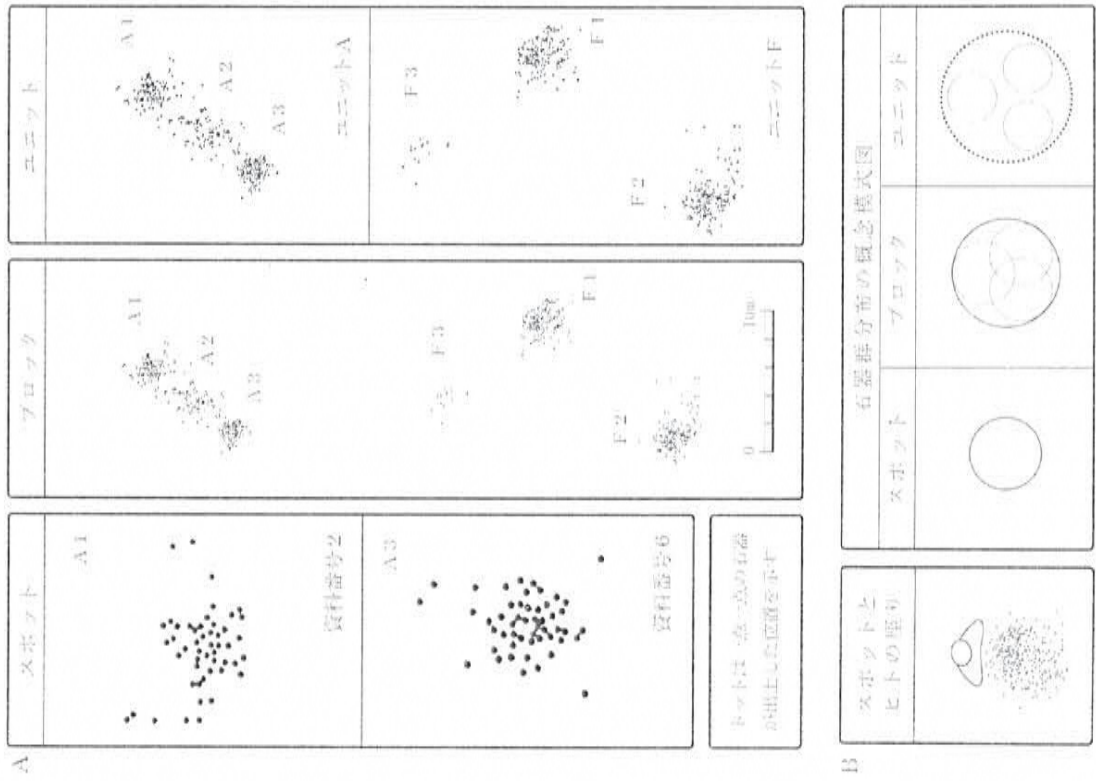 A
スポット
A1
資料番号2
A3
資料番号6
ドットは一点一点の石器
が出土した位置を示す
ブロック
A1
A2
A3
F3
F1
F2
0
10m
ユニット
A1
A2
A3
ユニットA
F3
F1
F2
ユニットF
B
スポットと
ヒトの座り
石器群分布の概念模式図
スポット
ブロック
ユニット